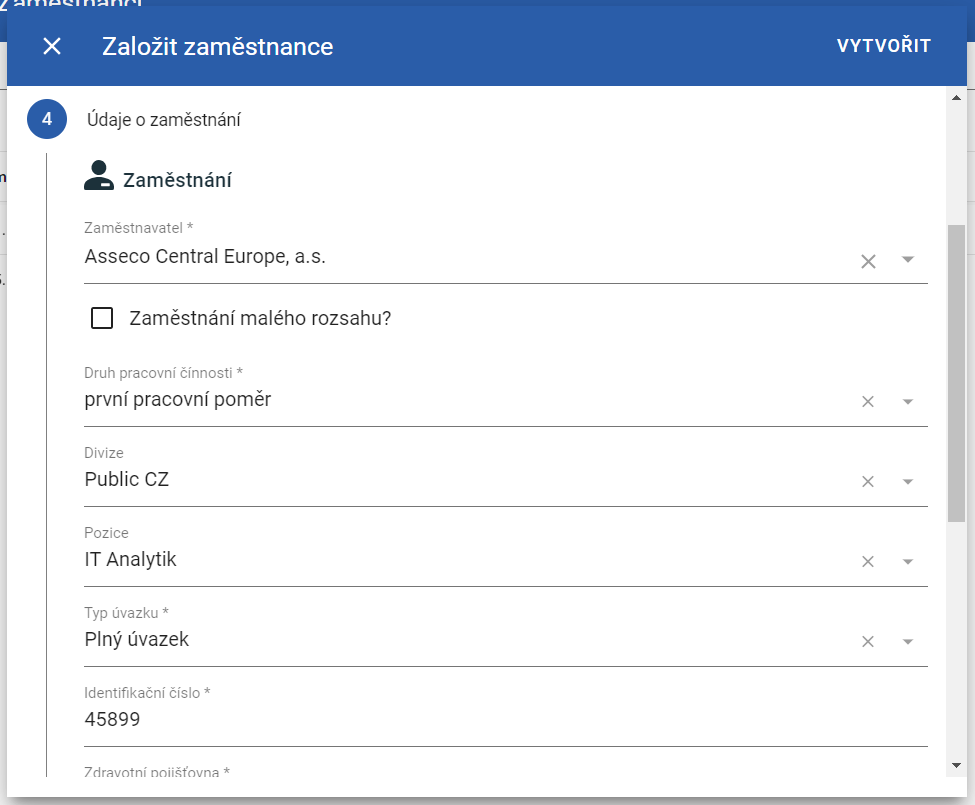 Zaměstnanci
Založit zaměstnance
VYTVOŘIT
4
Údaje o zaměstnání
Zaměstnání
Zaměstnavatel *
Asseco Central Europe, a.s.
Zaměstnání malého rozsahu?
Druh pracovní čínnosti *
první pracovní poměr
Divize
Public CZ
Pozice
IT Analytik
Typ úvazku *
Plný úvazek
Identifikační číslo *
45899
Zdravotní pojišťovna *